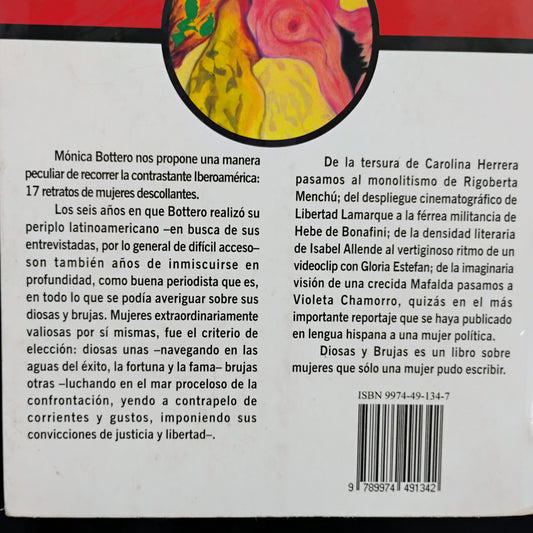 Mónica Bottero nos propone una manera
peculiar de recorrer la contrastante Iberoamérica:
17 retratos de mujeres descollantes.
Los seis años en que Bottero realizó su
periplo latinoamericano –en busca de sus
entrevistadas, por lo general de difícil acceso–
son también años de inmiscuirse en
profundidad, como buena periodista que es,
en todo lo que se podía averiguar sobre sus
diosas y brujas. Mujeres extraordinariamente
valiosas por sí mismas, fue el criterio de
elección: diosas unas –navegando en las
aguas del éxito, la fortuna y la fama– brujas
otras –luchando en el mar proceloso de la
confrontación, yendo a contrapelo de
corrientes y gustos, imponiendo sus
convicciones de justicia y libertad–.
De la tersura de Carolina Herrera
pasamos al monolitismo de Rigoberta
Menchú; del despliegue cinematográfico de
Libertad Lamarque a la férrea militancia de
Hebe de Bonafini; de la densidad literaria
de Isabel Allende al vertiginoso ritmo de un
videoclip con Gloria Estefan; de la imaginaria
visión de una crecida Mafalda pasamos a
Violeta Chamorro, quizás en el más
importante reportaje que se haya publicado
en lengua hispana a una mujer política.
Diosas y Brujas es un libro sobre
mujeres que sólo una mujer pudo escribir.
ISBN 9974-49-134-7
9 789974 491342